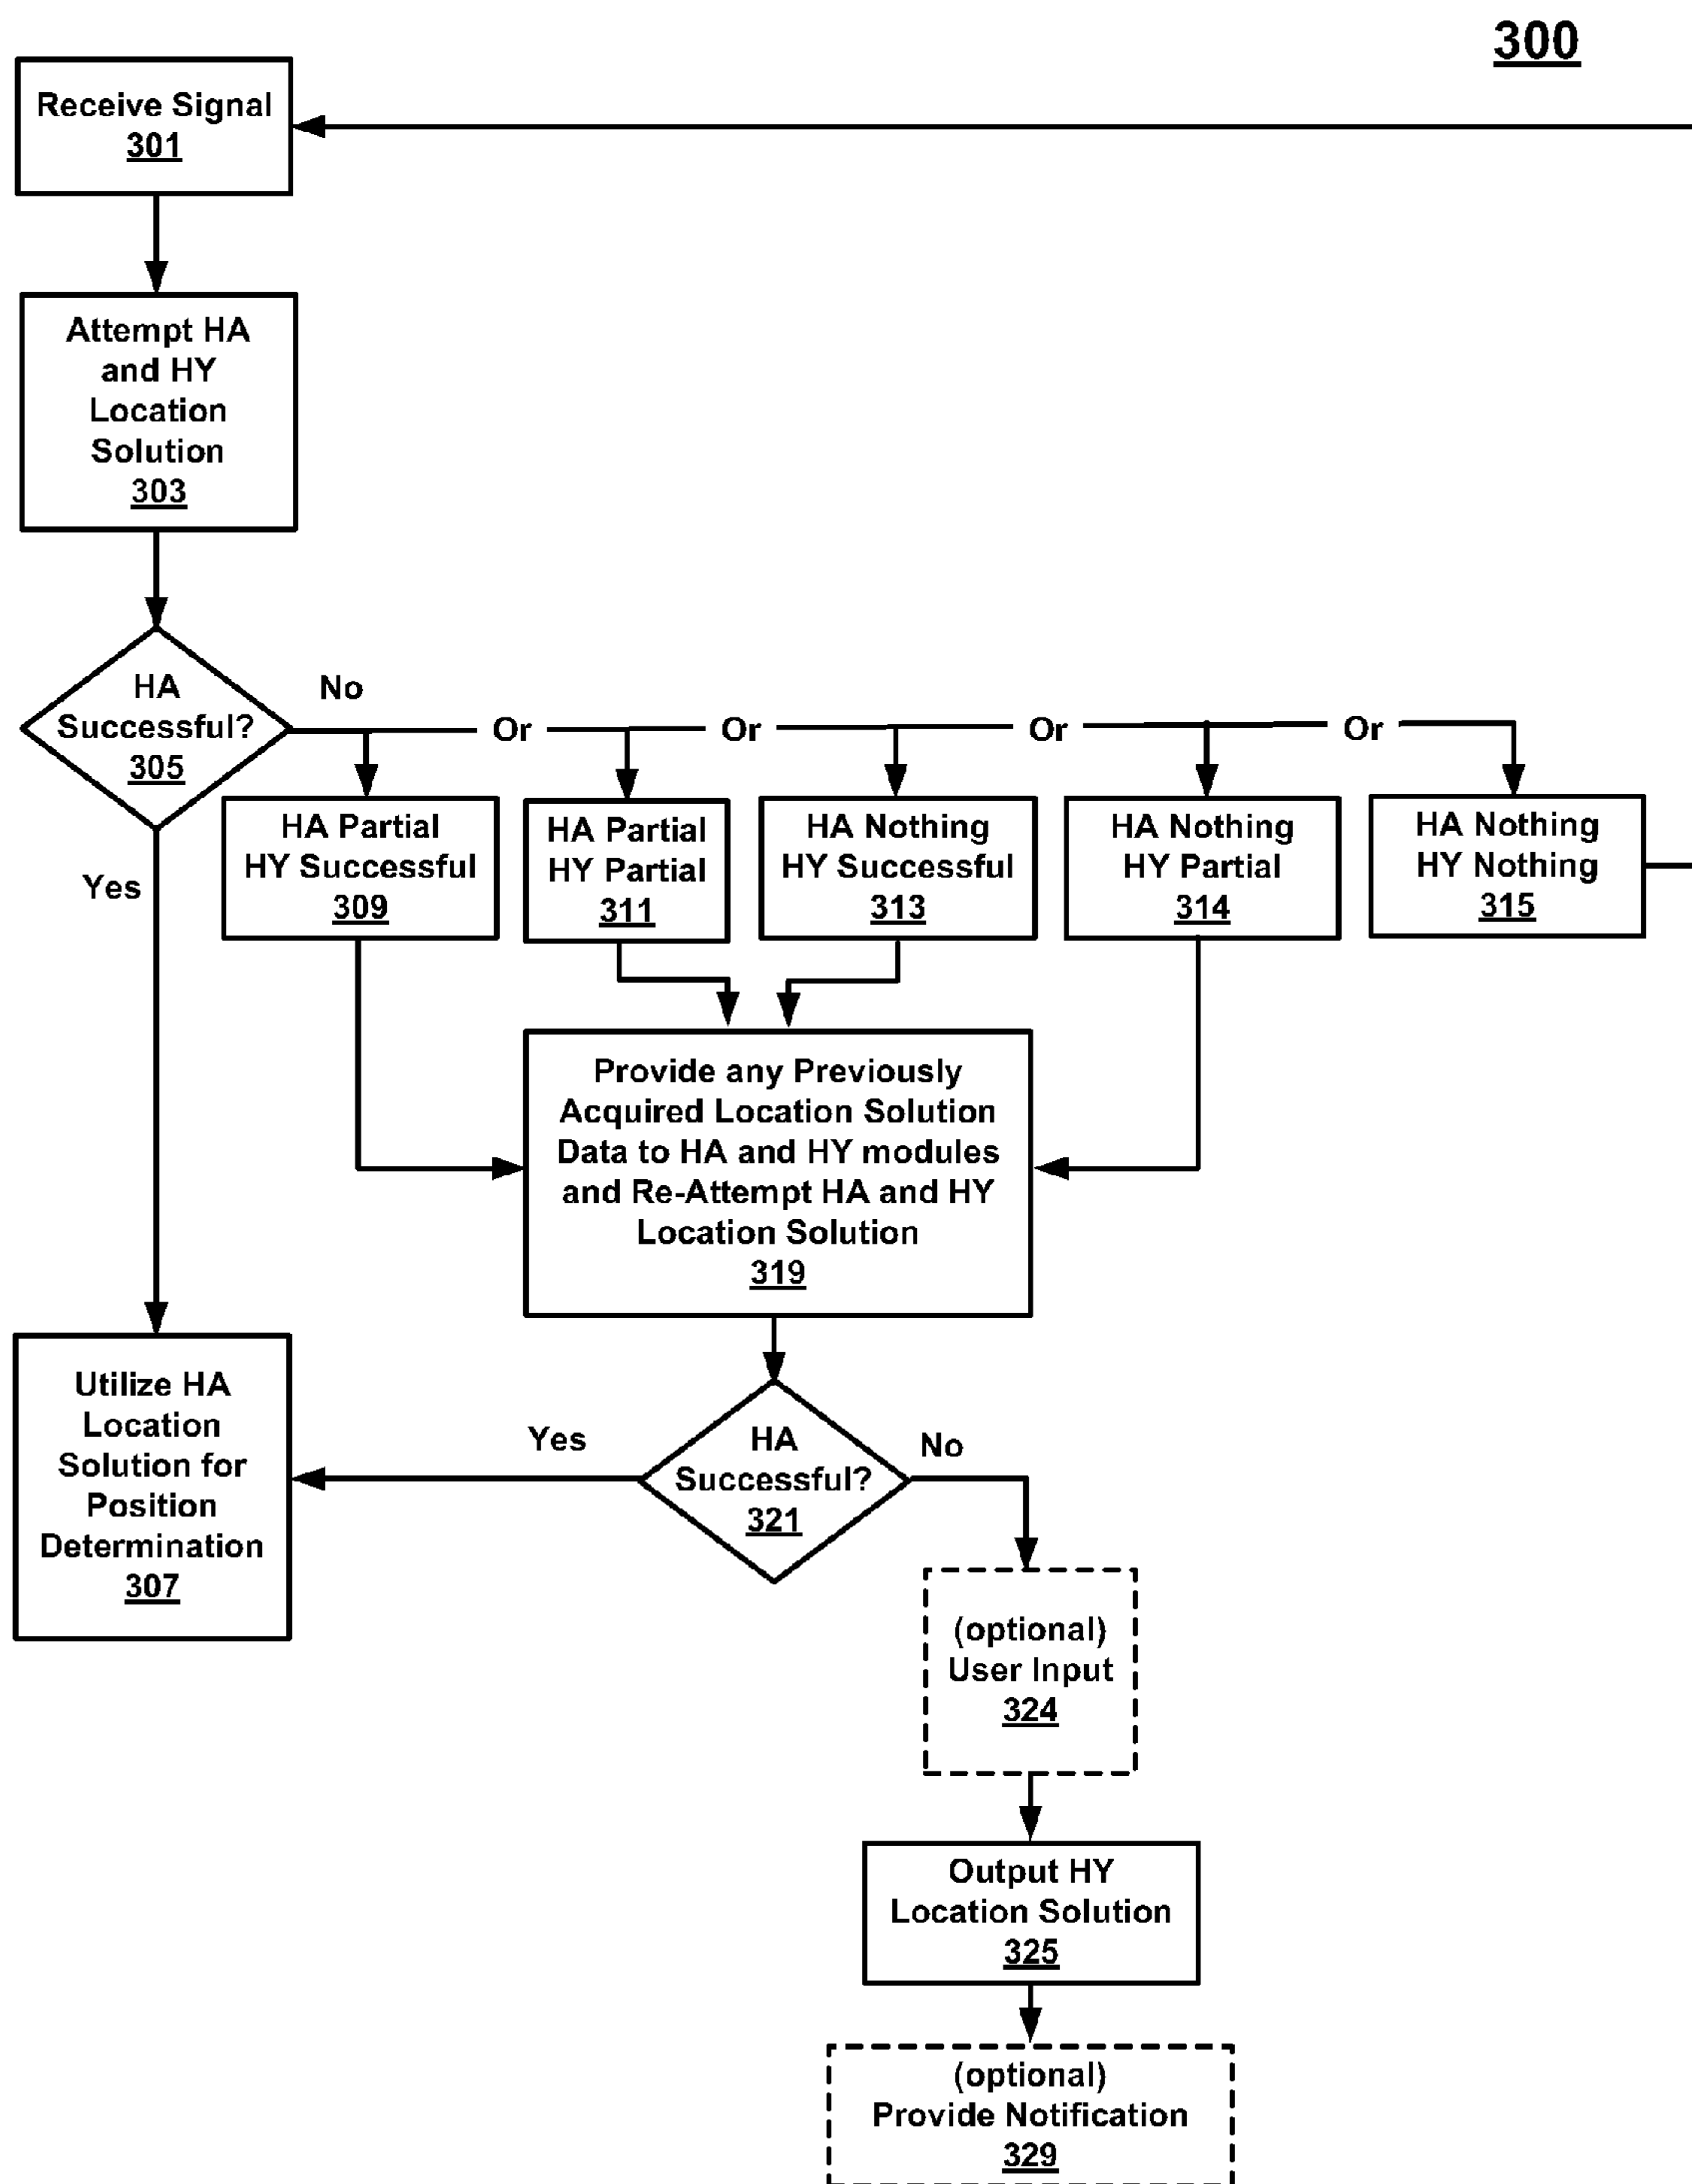 300
Receive Signal
301
Attempt HA
and HY
Location
Solution
303
HA
Successful?
305
No
Or
Or
Or
Or
Yes
HA Partial
HY Successful
309
HA Partial
HY Partial
311
HA Nothing
HY Successful
313
HA Nothing
HY Partial
314
HA Nothing
HY Nothing
315
Provide any Previously
Acquired Location Solution
Data to HA and HY modules
and Re-Attempt HA and HY
Location Solution
319
Utilize HA
Location
Solution for
Position
Determination
307
Yes
HA
Successful?
321
No
(optional)
User Input
324
Output HY
Location Solution
325
(optional)
Provide Notification
329